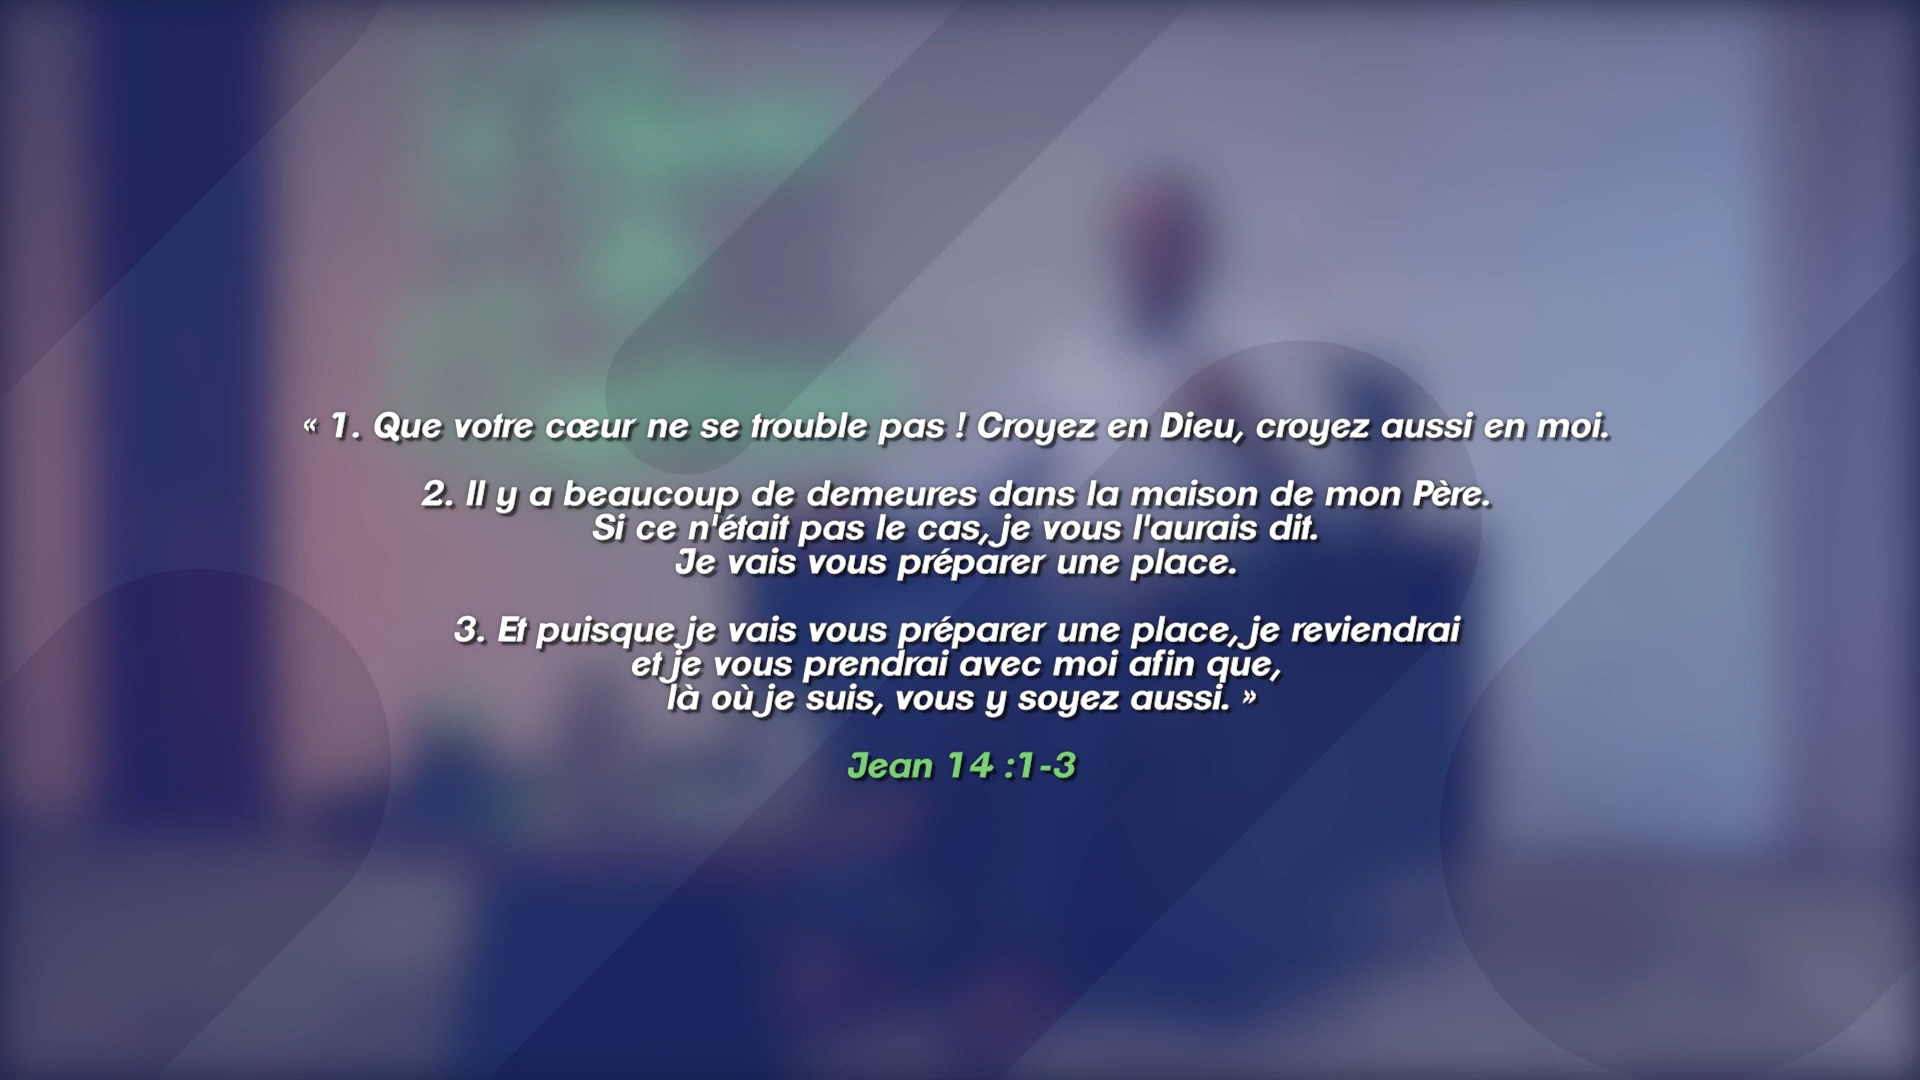 « 1. Que votre cœur ne se trouble pas ! Croyez en Dieu, croyez aussi en moi.
2. Il y a beaucoup de demeures dans la maison de mon Père.
Si ce n'était pas le cas, je vous l'aurais dit.
Je vais vous préparer une place.
3. Et puisque je vais vous préparer une place, je reviendrai
et je vous prendrai avec moi afin que,
là où je suis, vous y soyez aussi. »
Jean 14 :1-3